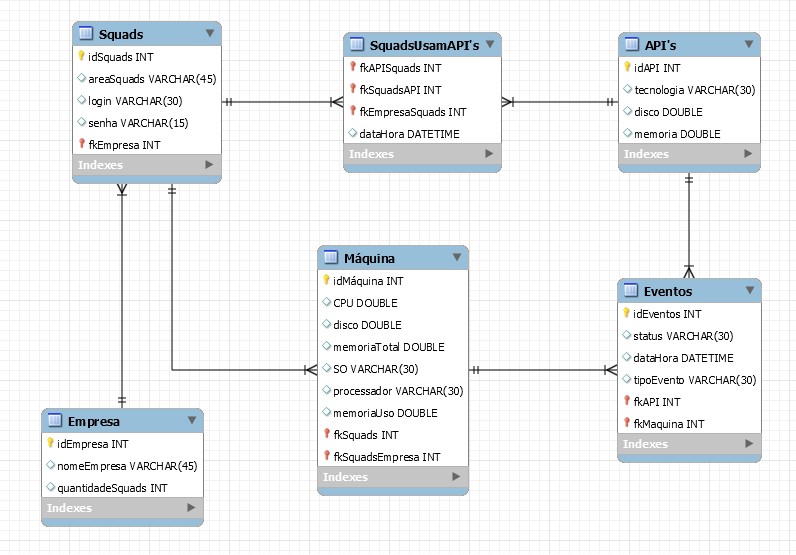 Squads
idSquads INT
areaSquads VARCHAR(45)
login VARCHAR(30)
senha VARCHAR(15)
fkEmpresa INT
Indexes
SquadsUsamAPI's
fkAPISquads INT
fkSquadsAPI INT
fkEmpresaSquads INT
dataHora DATETIME
Indexes
API's
idAPI INT
tecnologia VARCHAR(30)
disco DOUBLE
memoria DOUBLE
Indexes
Máquina
idMáquina INT
CPU DOUBLE
disco DOUBLE
memoriaTotal DOUBLE
SO VARCHAR(30)
processador VARCHAR(30)
memoriaUso DOUBLE
fkSquads INT
fkSquadsEmpresa INT
Indexes
Eventos
idEventos INT
status VARCHAR(30)
dataHora DATETIME
tipoEvento VARCHAR(30)
fkAPI INT
fkMaquina INT
Indexes
Empresa
idEmpresa INT
nomeEmpresa VARCHAR(45)
quantidadeSquads INT
Indexes